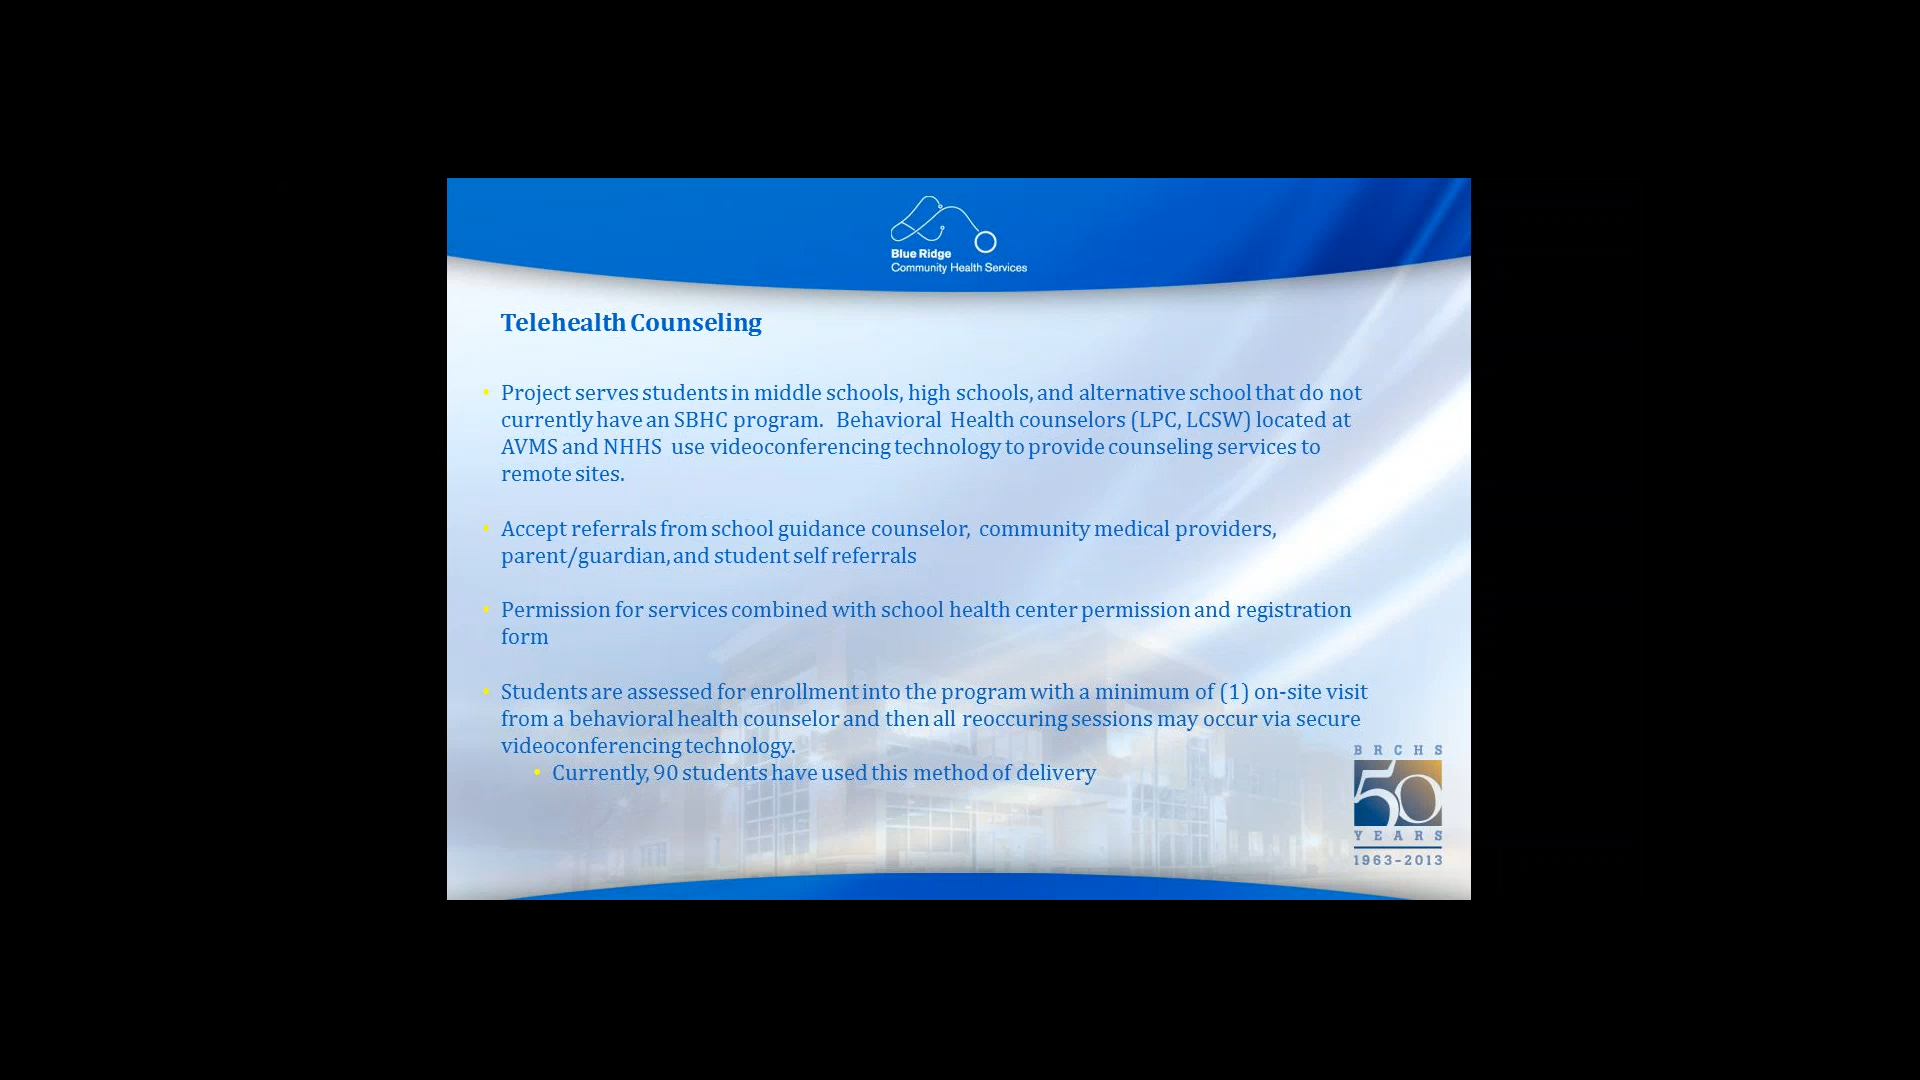 Blue Ridge
Community Health Services
Telehealth Counseling
• Project serves students in middle schools, high schools, and alternative school that do not
currently have an SBHC program. Behavioral Health counselors (LPC, LCSW) located at
AVMS and NHHS use videoconferencing technology to provide counseling services to
remote sites.
• Accept referrals from school guidance counselor, community medical providers,
parent/guardian, and student self referrals
• Permission for services combined with school health center permission and registration
form
• Students are assessed for enrollment into the program with a minimum of (1) on-site visit
from a behavioral health counselor and then all reoccuring sessions may occur via secure
videoconferencing technology.
• Currently, 90 students have used this method of delivery
BRCHS
50
YEARS
1963-2013